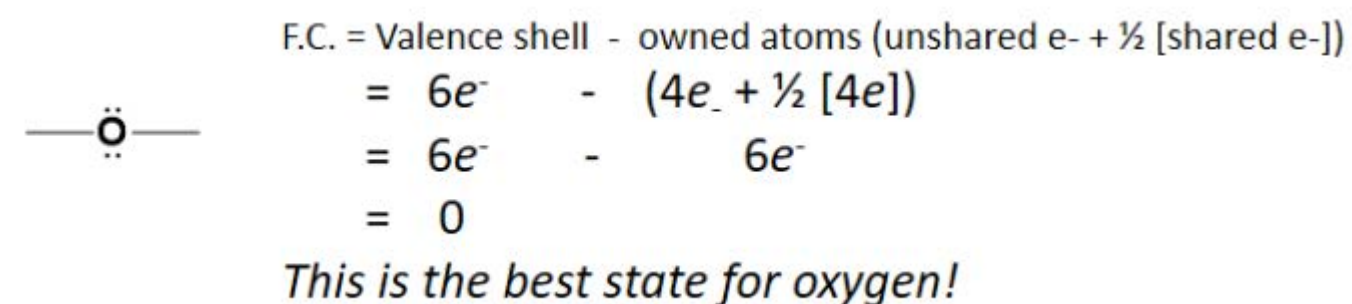 F.C. = Valence shell - owned atoms (unshared e- + ½ [shared e-])
= 6e⁻ - (4e₋ + ½ [4e])
Ö
= 6e⁻ - 6e⁻
= 0
This is the best state for oxygen!